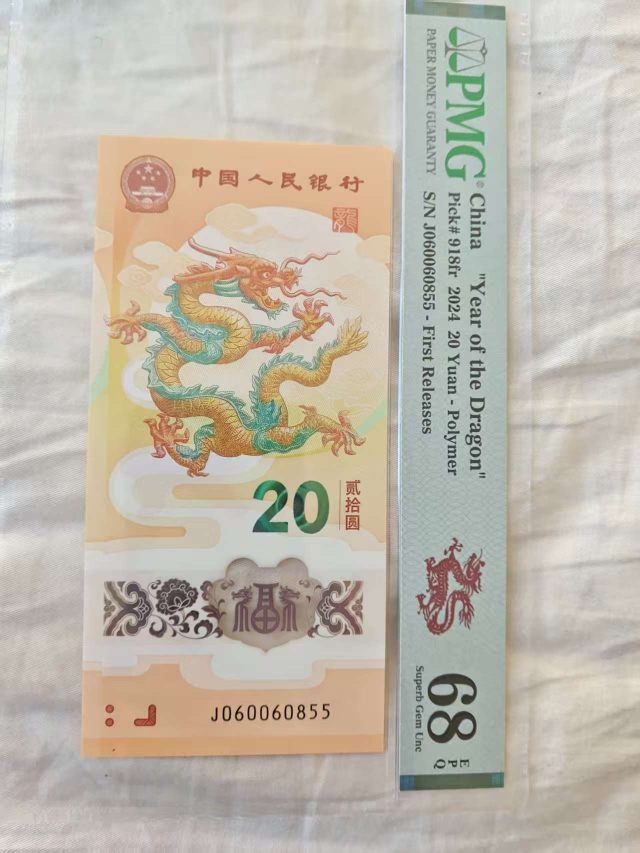 中国人民银行
龍
20
贰拾圆
J060060855
PMG®
PAPER MONEY GUARANTY
China "Year of the Dragon"
Pick# 918fr 2024 20 Yuan - Polymer
S/N J060060855 - First Releases
68 EPQ
Superb Gem Unc